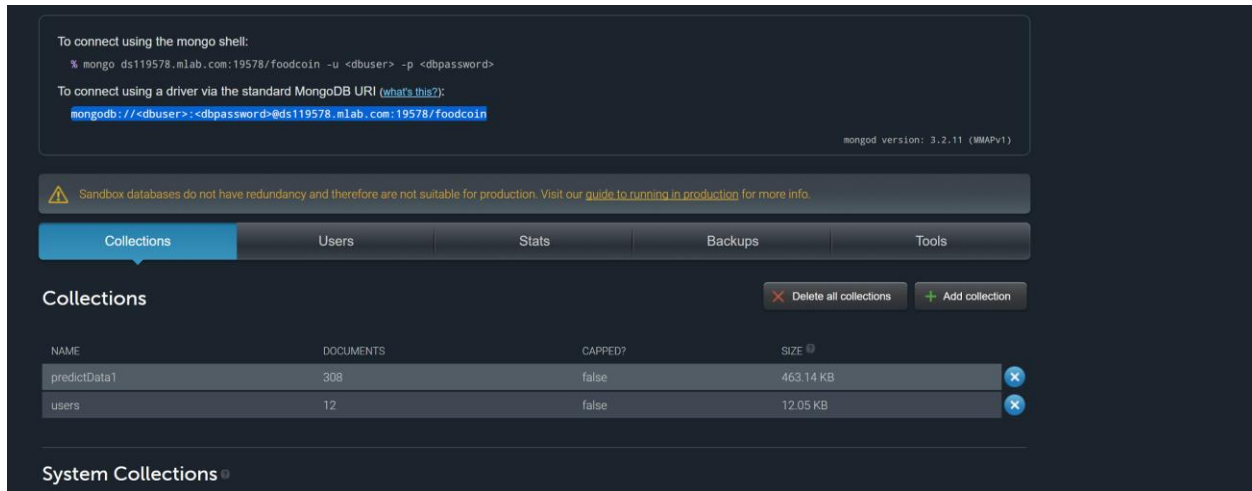 To connect using the mongo shell:
% mongo ds119578.mlab.com:19578/foodcoin -u <dbuser> -p <dbpassword>
To connect using a driver via the standard MongoDB URI (what's this?):
mongodb://<dbuser>:<dbpassword>@ds119578.mlab.com:19578/foodcoin
mongod version: 3.2.11 (MMAPv1)
Sandbox databases do not have redundancy and therefore are not suitable for production. Visit our guide to running in production for more info.
Collections Users Stats Backups Tools
Collections Delete all collections Add collection
NAME DOCUMENTS CAPPED? SIZE
predictData1 308 false 463.14 KB
users 12 false 12.05 KB
System Collections